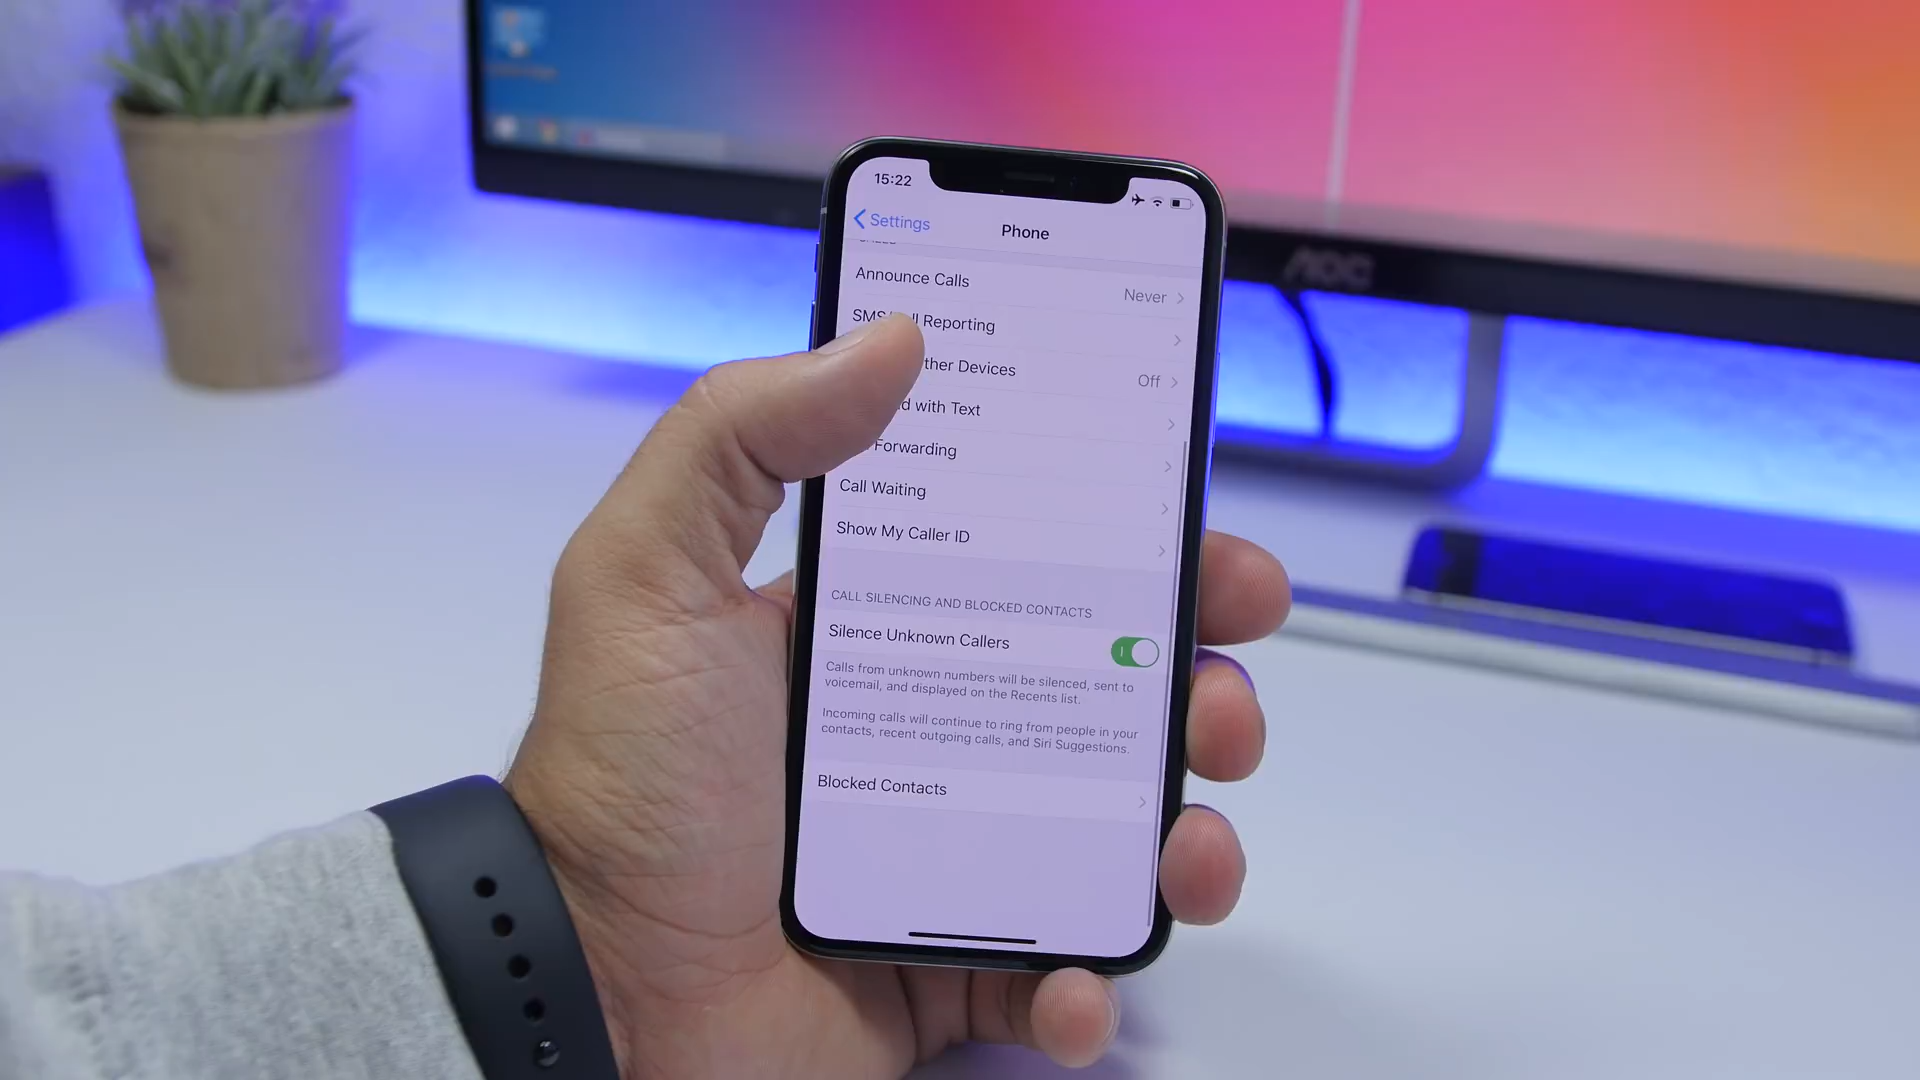 15:22
Settings
Phone
Announce Calls
Never
SMS/ ll Reporting
ther Devices
Off
d with Text
Forwarding
Call Waiting
Show My Caller ID
CALL SILENCING AND BLOCKED CONTACTS
Silence Unknown Callers
Calls from unknown numbers will be silenced, sent to
voicemail, and displayed on the Recents list.
Incoming calls will continue to ring from people in your
contacts, recent outgoing calls, and Siri Suggestions.
Blocked Contacts
AOC